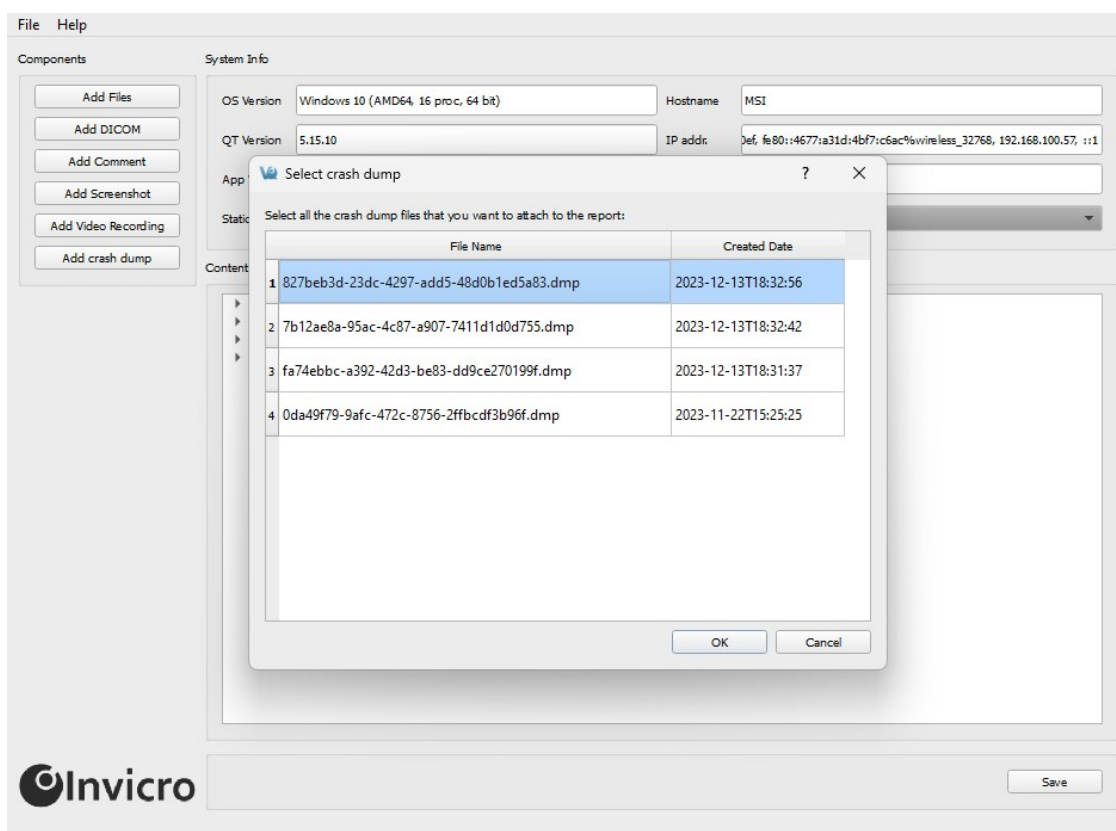 File Help
Components
System Info
Add Files
Add DICOM
Add Comment
Add Screenshot
Add Video Recording
Add crash dump
OS Version Windows 10 (AMD64, 16 proc, 64 bit) Hostname MSI
QT Version 5.15.10 IP addr. fe80::4677:a31d:4bf7:c6ac%wireless_32768, 192.168.100.57, ::1
App
Content
Select crash dump ?
Select all the crash dump files that you want to attach to the report:
File Name Created Date
1 827beb3d-23dc-4297-add5-48d0b1ed5a83.dmp 2023-12-13T18:32:56
2 7b12ae8a-95ac-4c87-a907-7411d1d0d755.dmp 2023-12-13T18:32:42
3 fa74ebbc-a392-42d3-be83-dd9ce270199f.dmp 2023-12-13T18:31:37
4 0da49f79-9afc-472c-8756-2ffbcdf3b96f.dmp 2023-11-22T15:25:25
OK Cancel
Invicro
Save